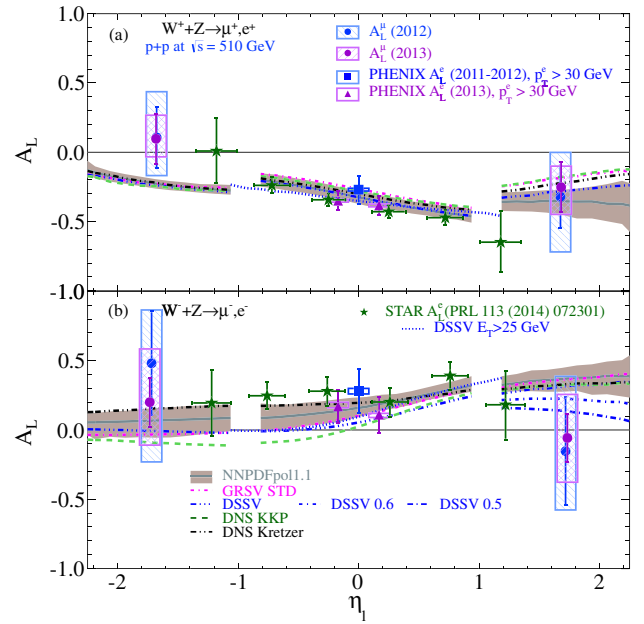 1.0
(a)
W⁺+Z→μ⁺,e⁺
p+p at √s = 510 GeV
A_L^μ (2012)
A_L^μ (2013)
PHENIX A_L^e (2011-2012), p_T^e > 30 GeV
PHENIX A_L^e (2013), p_T^e > 30 GeV
0.5
0.0
-0.5
-1.0
A_L
(b)
W⁻+Z→μ⁻,e⁻
STAR A_L^e (PRL 113 (2014) 072301)
DSSV E_T>25 GeV
0.5
0.0
-0.5
-1.0
A_L
NNPDFpol1.1
GRSV STD
DSSV DSSV 0.6 DSSV 0.5
DNS KKP
DNS Kretzer
-2 -1 0 1 2
η_l